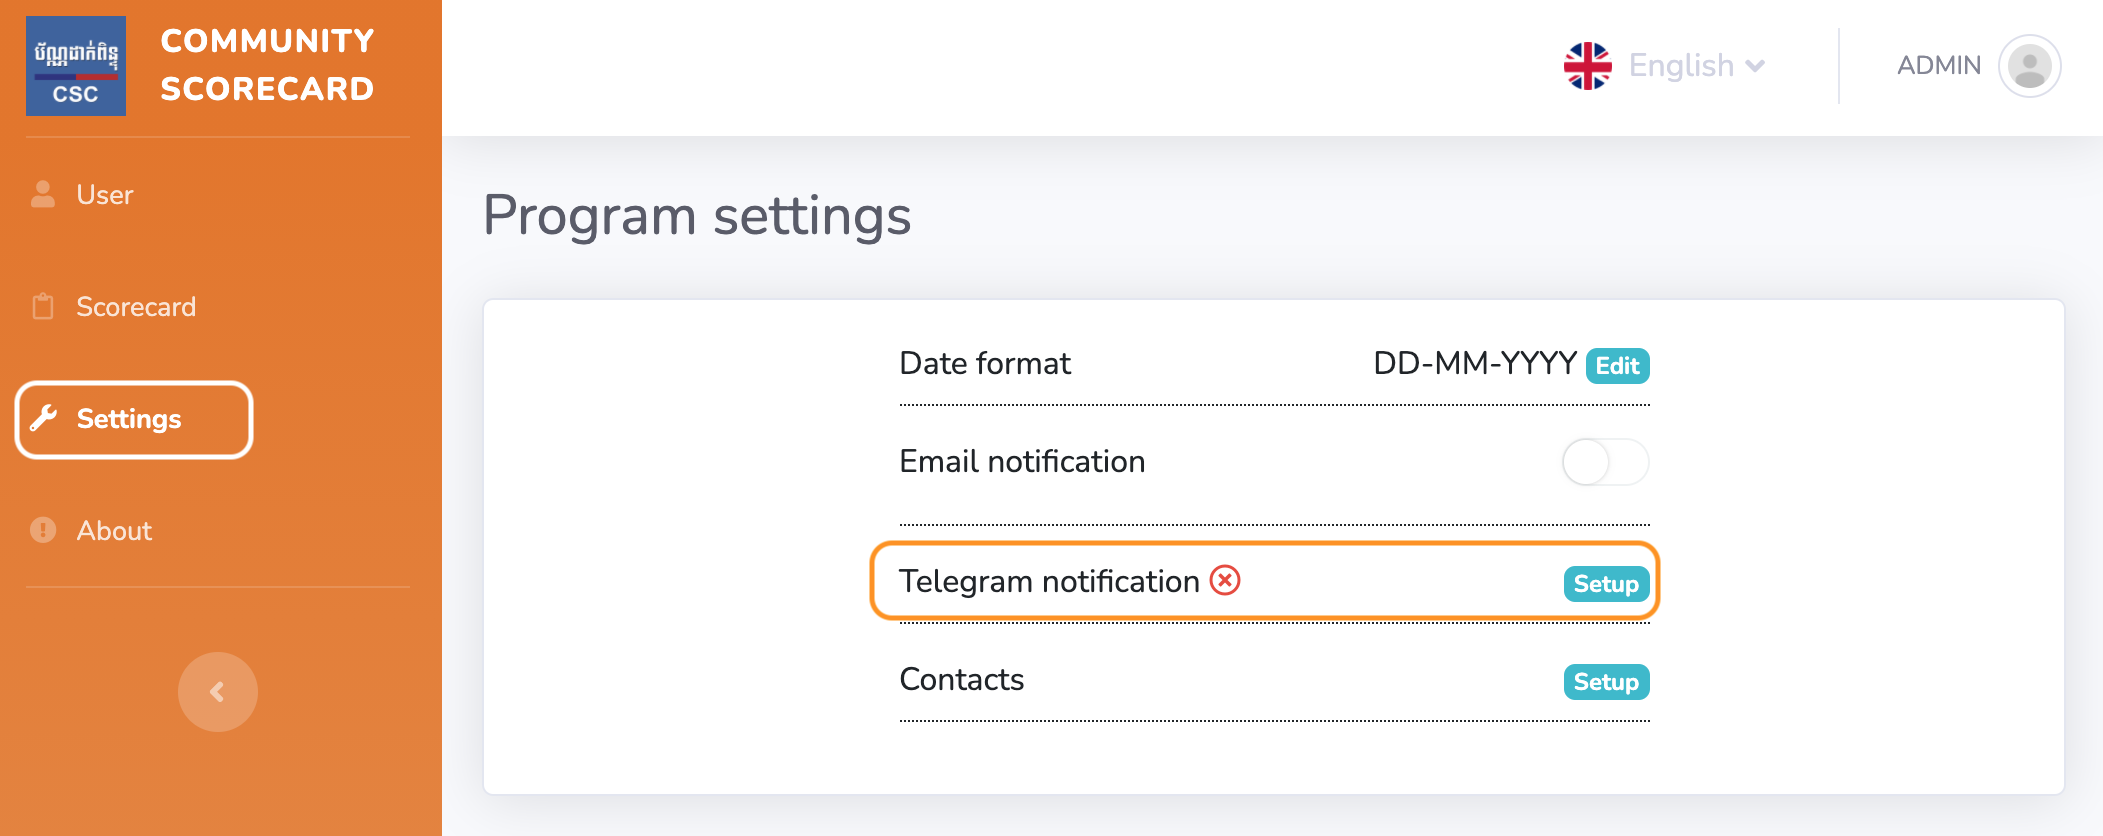 ប័ណ្ណដាក់ពិន្ទុ
CSC
COMMUNITY
SCORECARD
English
ADMIN
User
Scorecard
Settings
About
Program settings
Date format DD-MM-YYYY Edit
Email notification
Telegram notification Setup
Contacts Setup